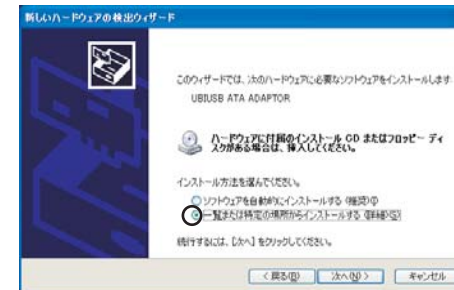 新しいハードウェアの検出ウィザード
このウィザードでは、次のハードウェアに必要なソフトウェアをインストールします:
UBIUSB ATA ADAPTOR
ハードウェアに付属のインストール CD またはフロッピー ディ
スクがある場合は、挿入してください。
インストール方法を選んでください。
ソフトウェアを自動的にインストールする (推奨)(I)
一覧または特定の場所からインストールする (詳細)(S)
続行するには、[次へ] をクリックしてください。
< 戻る(B)
次へ(N) >
キャンセル